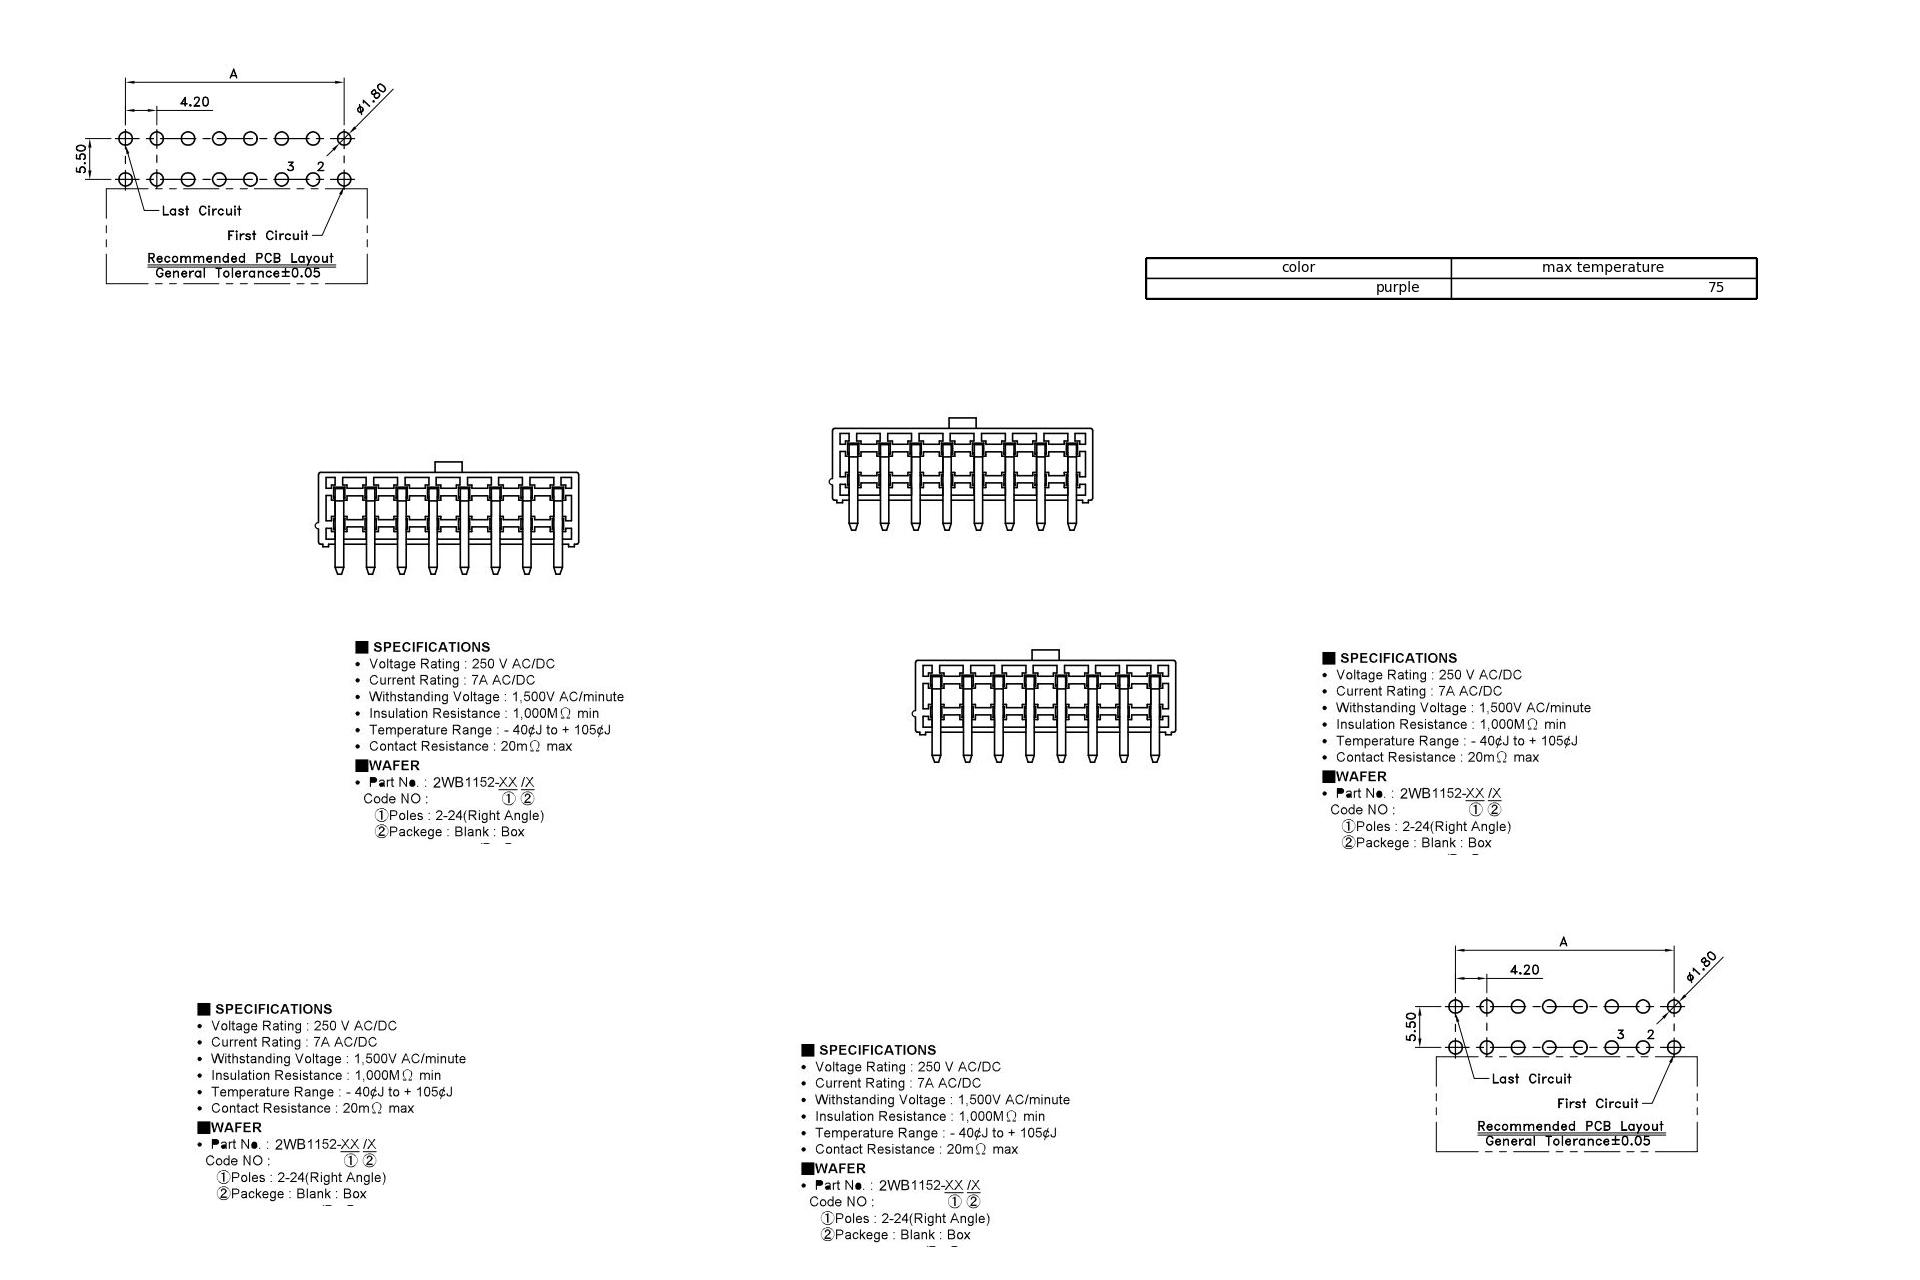 A
4.20
ø1.80
5.50
3 2
Last Circuit
First Circuit
Recommended PCB Layout
General Tolerance±0.05
color max temperature
purple 75
■ SPECIFICATIONS
• Voltage Rating : 250 V AC/DC
• Current Rating : 7A AC/DC
• Withstanding Voltage : 1,500V AC/minute
• Insulation Resistance : 1,000MΩ min
• Temperature Range : - 40¢J to + 105¢J
• Contact Resistance : 20mΩ max
■WAFER
• Part No. : 2WB1152-XX /X
Code NO : ① ②
①Poles : 2-24(Right Angle)
②Packege : Blank : Box
■ SPECIFICATIONS
• Voltage Rating : 250 V AC/DC
• Current Rating : 7A AC/DC
• Withstanding Voltage : 1,500V AC/minute
• Insulation Resistance : 1,000MΩ min
• Temperature Range : - 40¢J to + 105¢J
• Contact Resistance : 20mΩ max
■WAFER
• Part No. : 2WB1152-XX /X
Code NO : ① ②
①Poles : 2-24(Right Angle)
②Packege : Blank : Box
■ SPECIFICATIONS
• Voltage Rating : 250 V AC/DC
• Current Rating : 7A AC/DC
• Withstanding Voltage : 1,500V AC/minute
• Insulation Resistance : 1,000MΩ min
• Temperature Range : - 40¢J to + 105¢J
• Contact Resistance : 20mΩ max
■WAFER
• Part No. : 2WB1152-XX /X
Code NO : ① ②
①Poles : 2-24(Right Angle)
②Packege : Blank : Box
■ SPECIFICATIONS
• Voltage Rating : 250 V AC/DC
• Current Rating : 7A AC/DC
• Withstanding Voltage : 1,500V AC/minute
• Insulation Resistance : 1,000MΩ min
• Temperature Range : - 40¢J to + 105¢J
• Contact Resistance : 20mΩ max
■WAFER
• Part No. : 2WB1152-XX /X
Code NO : ① ②
①Poles : 2-24(Right Angle)
②Packege : Blank : Box
A
4.20
ø1.80
5.50
3 2
Last Circuit
First Circuit
Recommended PCB Layout
General Tolerance±0.05